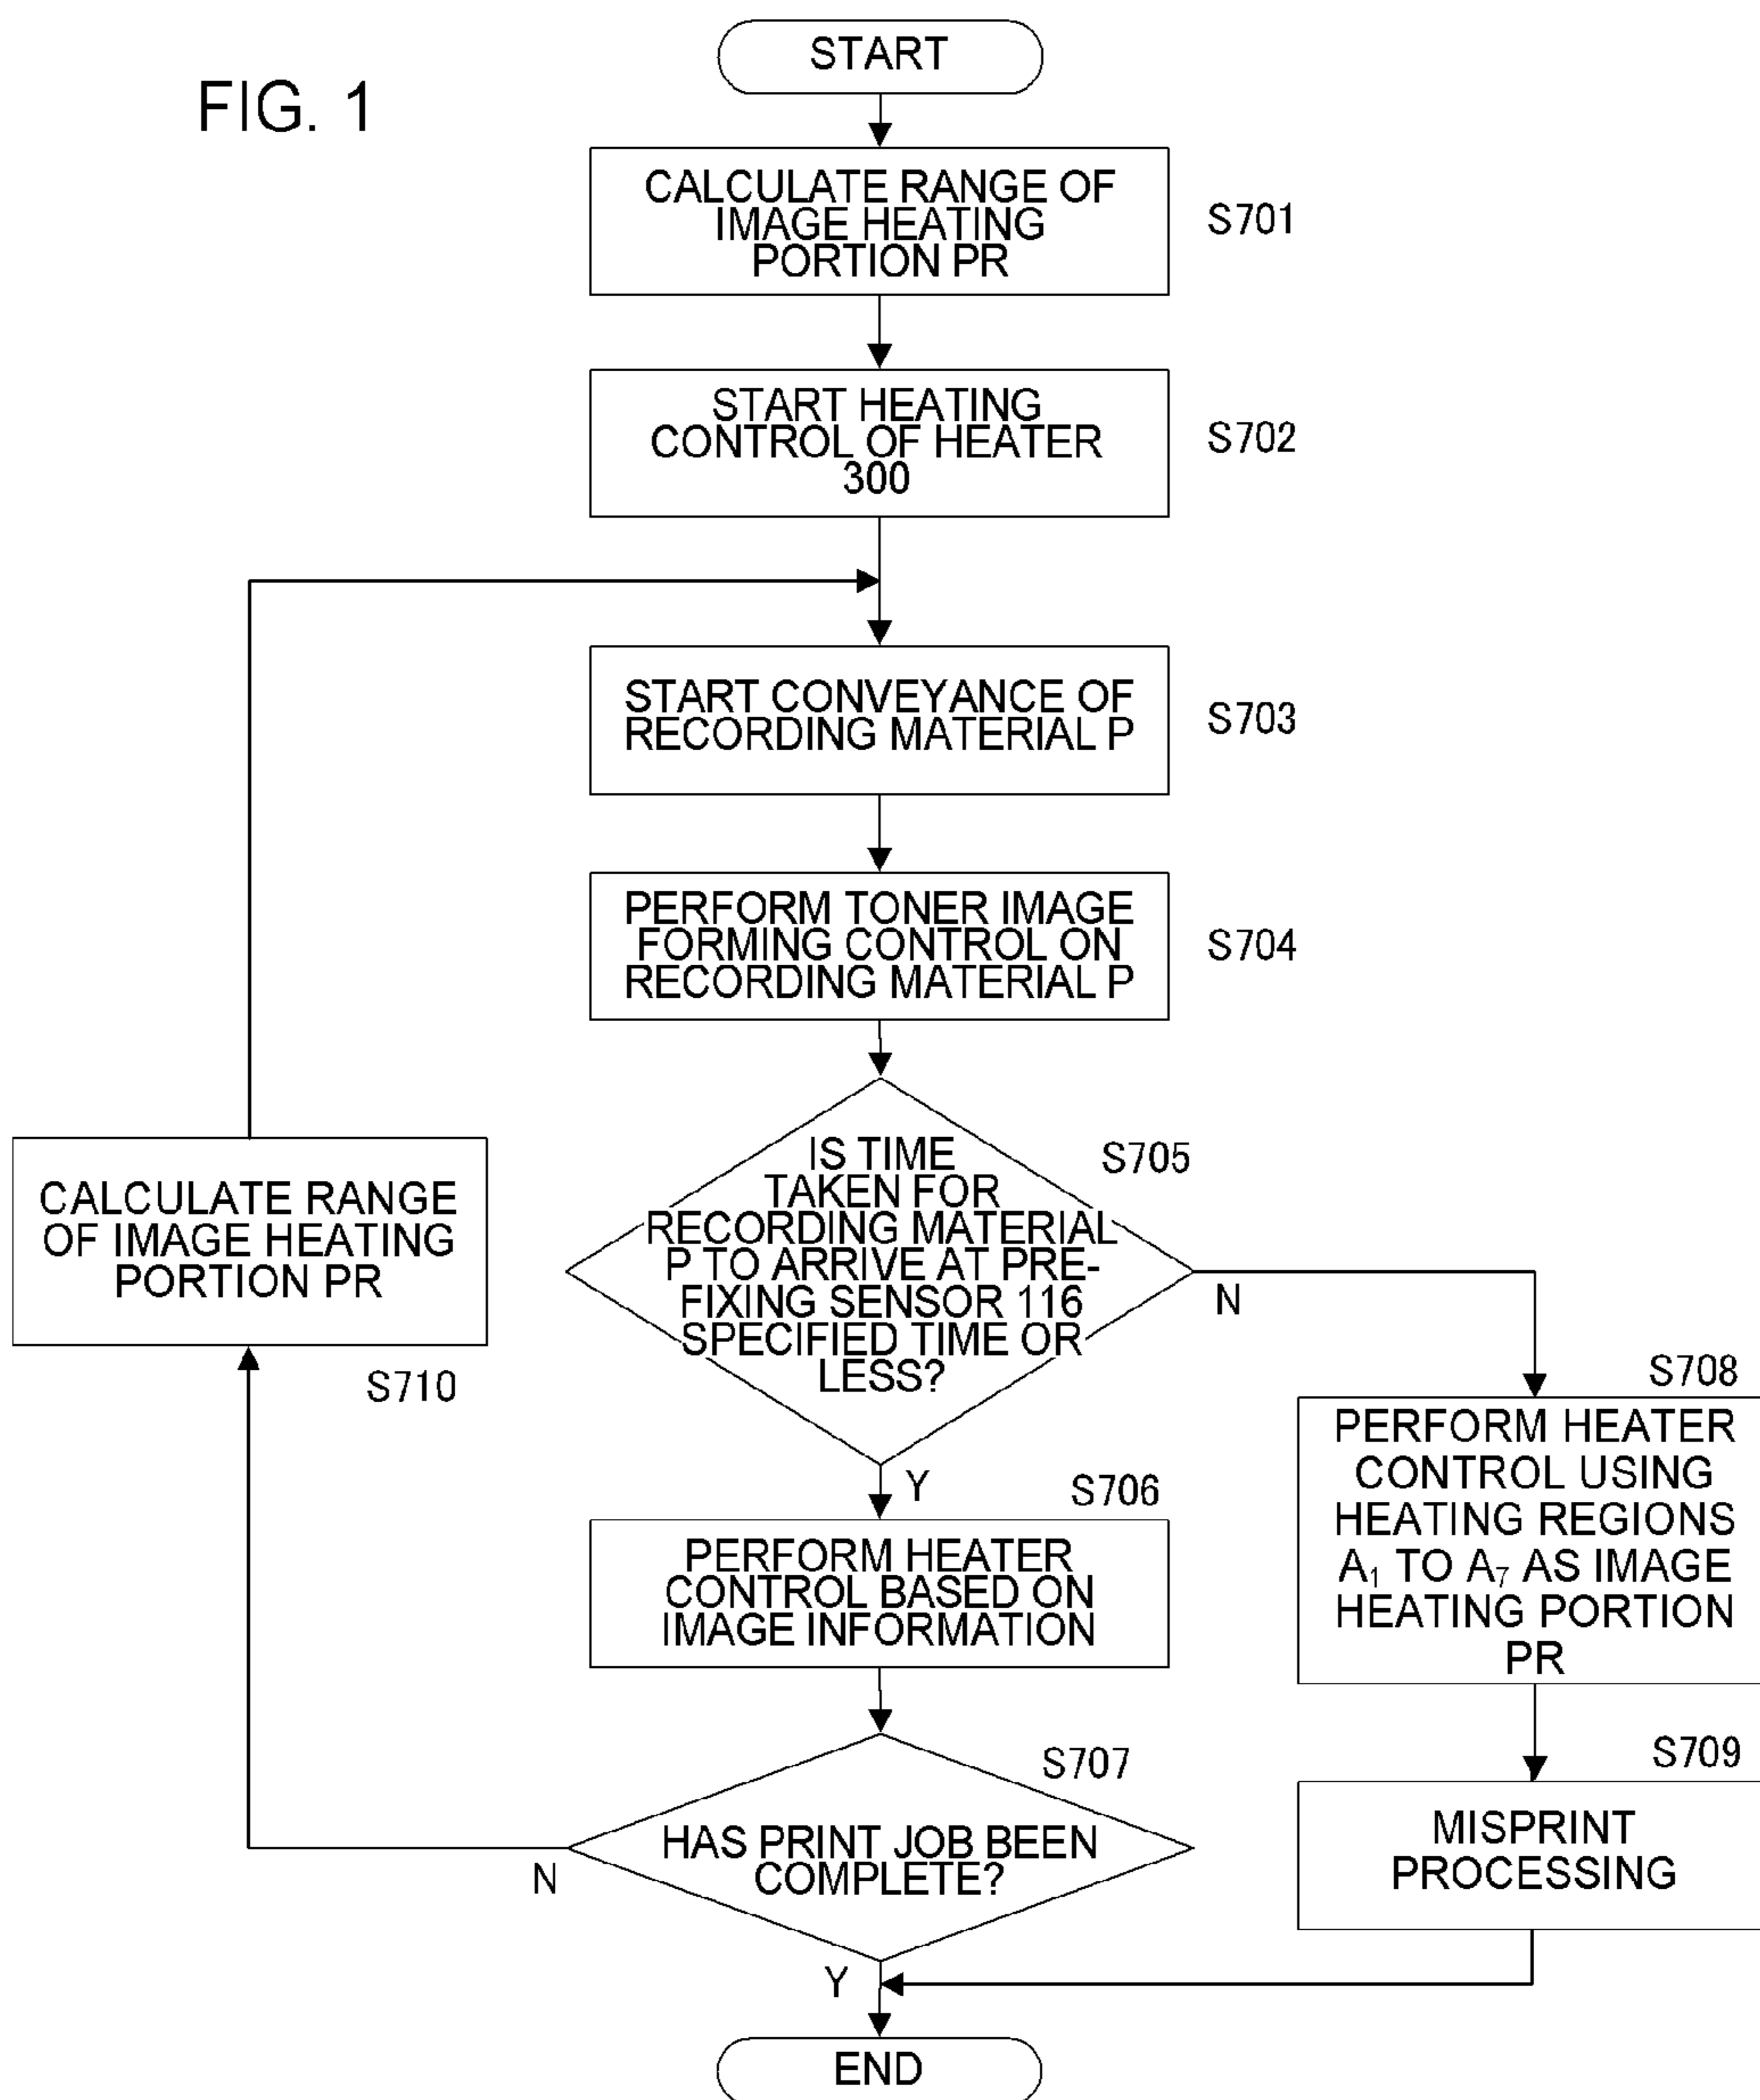 FIG. 1
START
CALCULATE RANGE OF
IMAGE HEATING
PORTION PR
S701
START HEATING
CONTROL OF HEATER
300
S702
START CONVEYANCE OF
RECORDING MATERIAL P
S703
PERFORM TONER IMAGE
FORMING CONTROL ON
RECORDING MATERIAL P
S704
IS TIME
TAKEN FOR
RECORDING MATERIAL
P TO ARRIVE AT PRE-
FIXING SENSOR 116
SPECIFIED TIME OR
LESS?
S705
N
Y
CALCULATE RANGE
OF IMAGE HEATING
PORTION PR
S710
S706
PERFORM HEATER
CONTROL BASED ON
IMAGE INFORMATION
S708
PERFORM HEATER
CONTROL USING
HEATING REGIONS
A₁ TO A₇ AS IMAGE
HEATING PORTION
PR
S707
HAS PRINT JOB BEEN
COMPLETE?
N
Y
S709
MISPRINT
PROCESSING
END